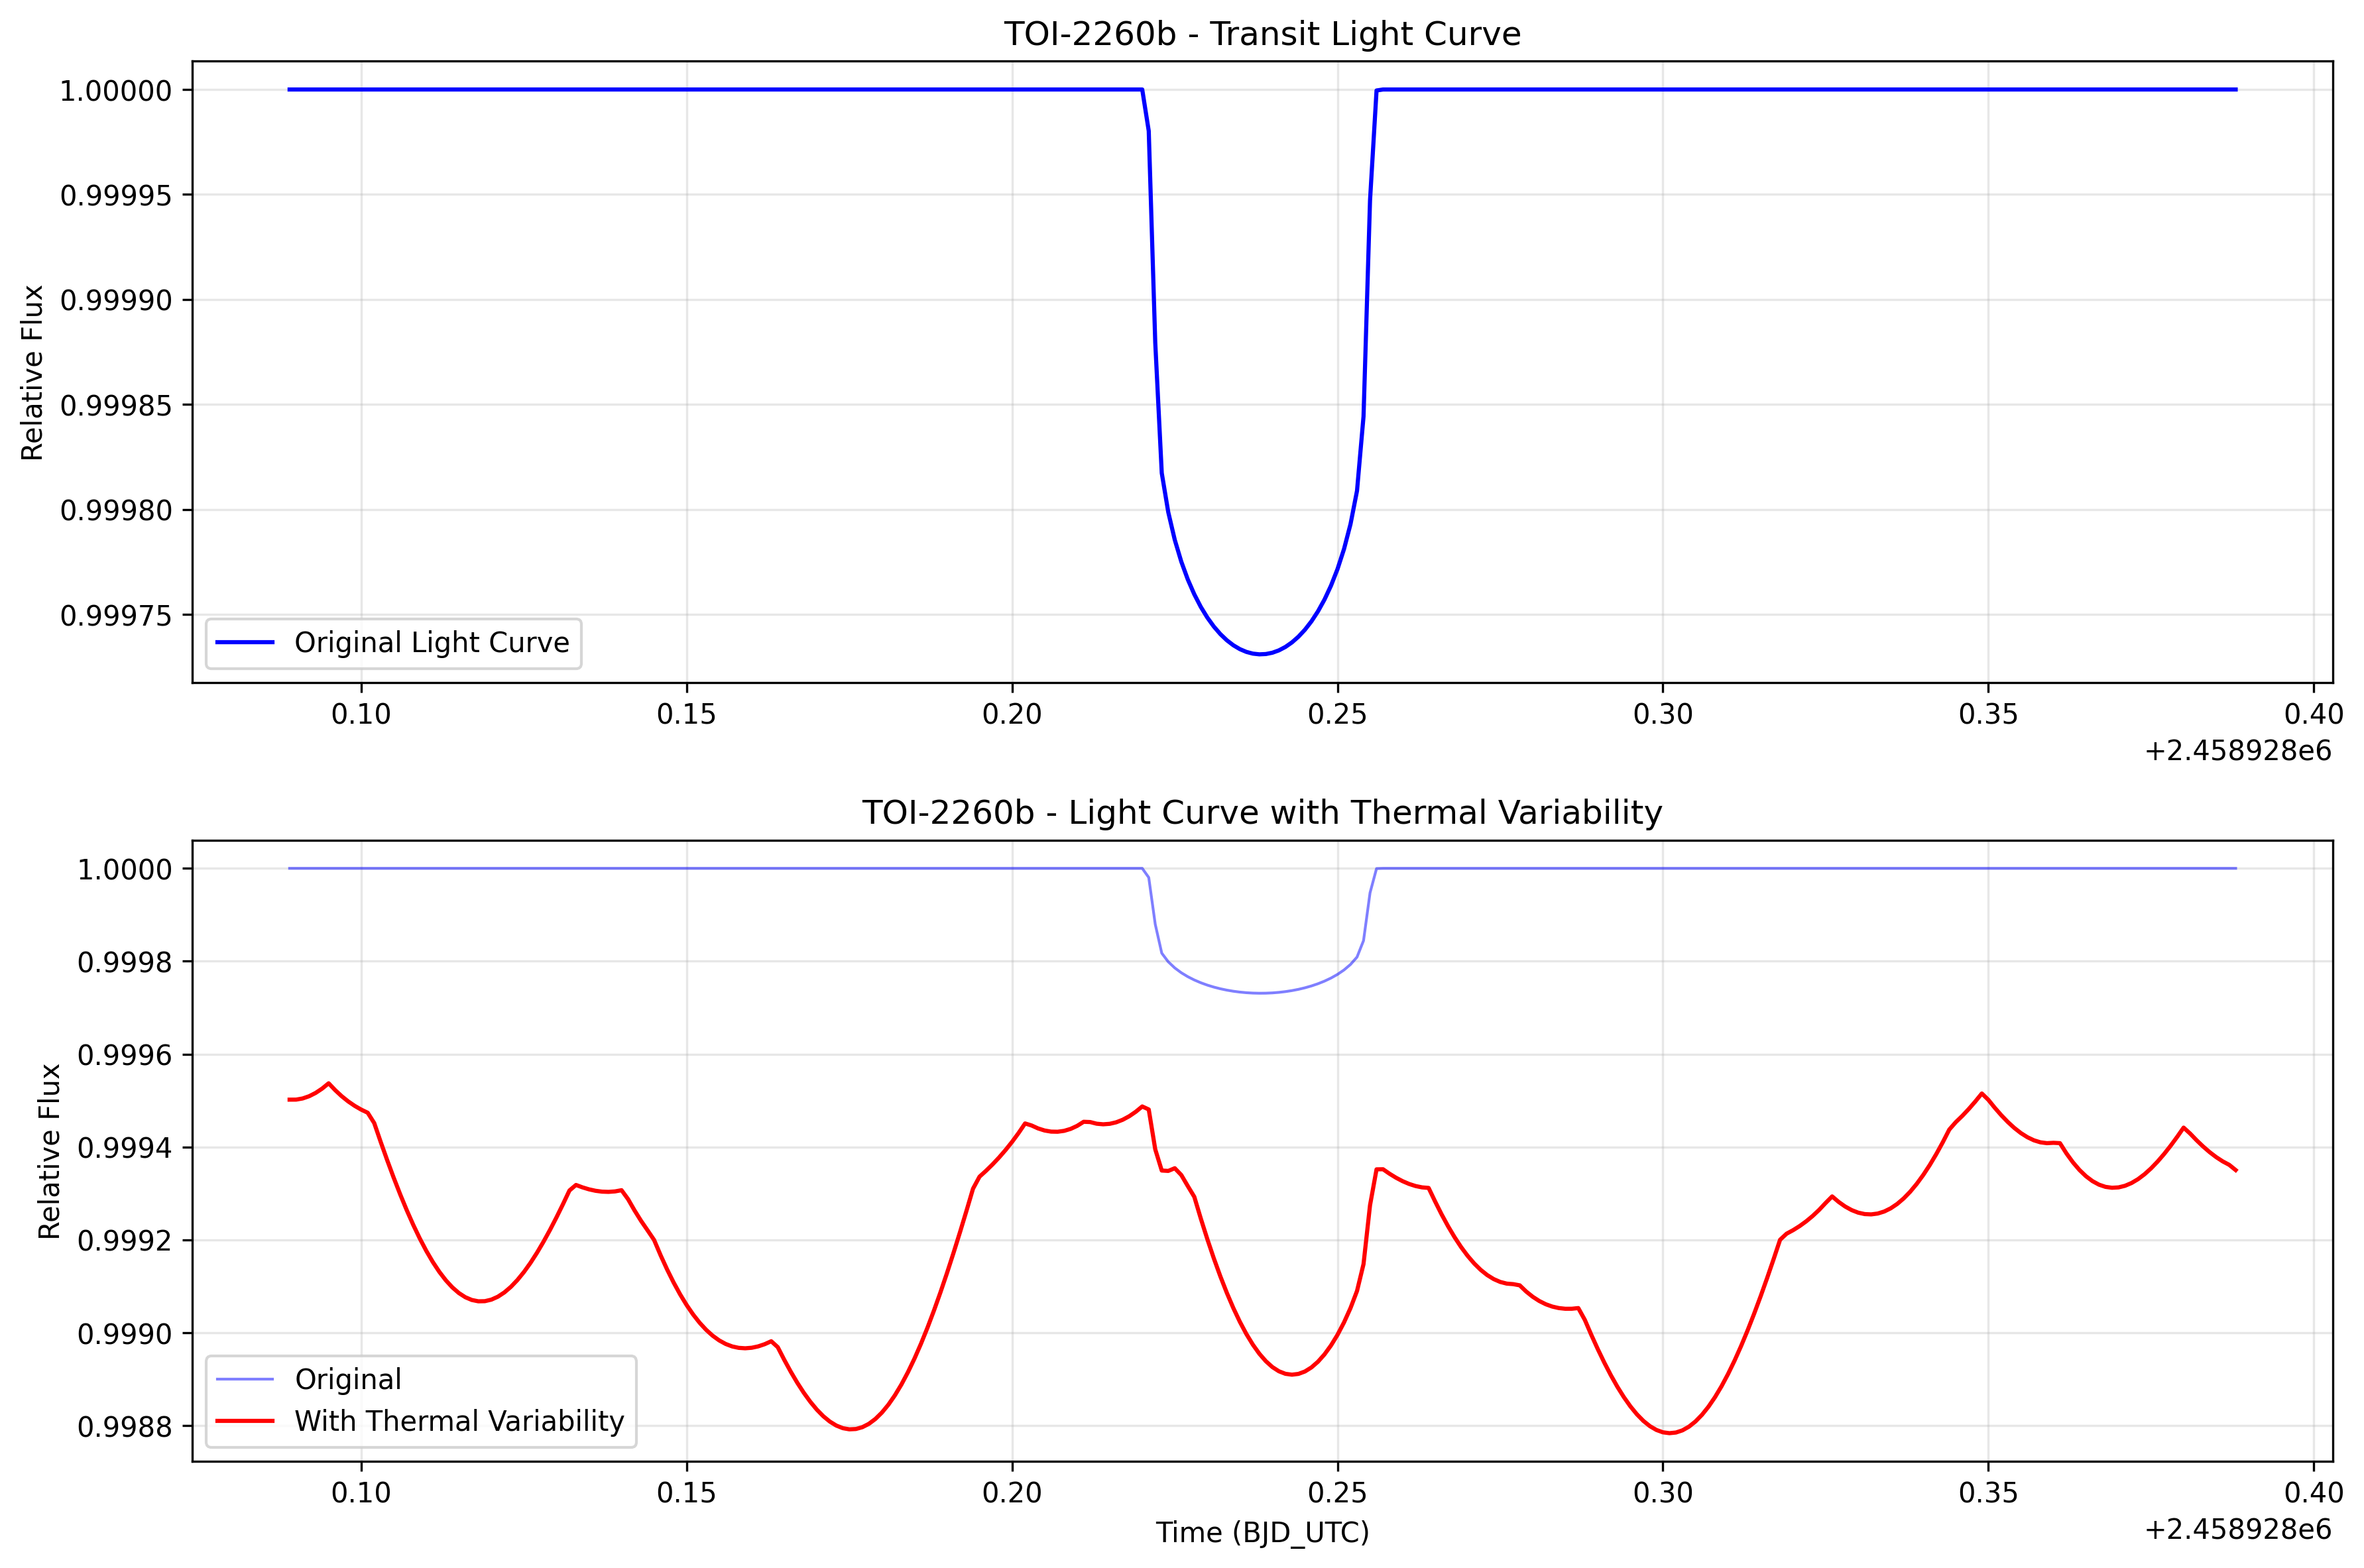 TOI-2260b - Transit Light Curve
Relative Flux
1.00000
0.99995
0.99990
0.99985
0.99980
0.99975
Original Light Curve
0.10 0.15 0.20 0.25 0.30 0.35 0.40
+2.458928e6
TOI-2260b - Light Curve with Thermal Variability
Relative Flux
1.0000
0.9998
0.9996
0.9994
0.9992
0.9990
0.9988
Original
With Thermal Variability
0.10 0.15 0.20 0.25 0.30 0.35 0.40
Time (BJD_UTC)
+2.458928e6